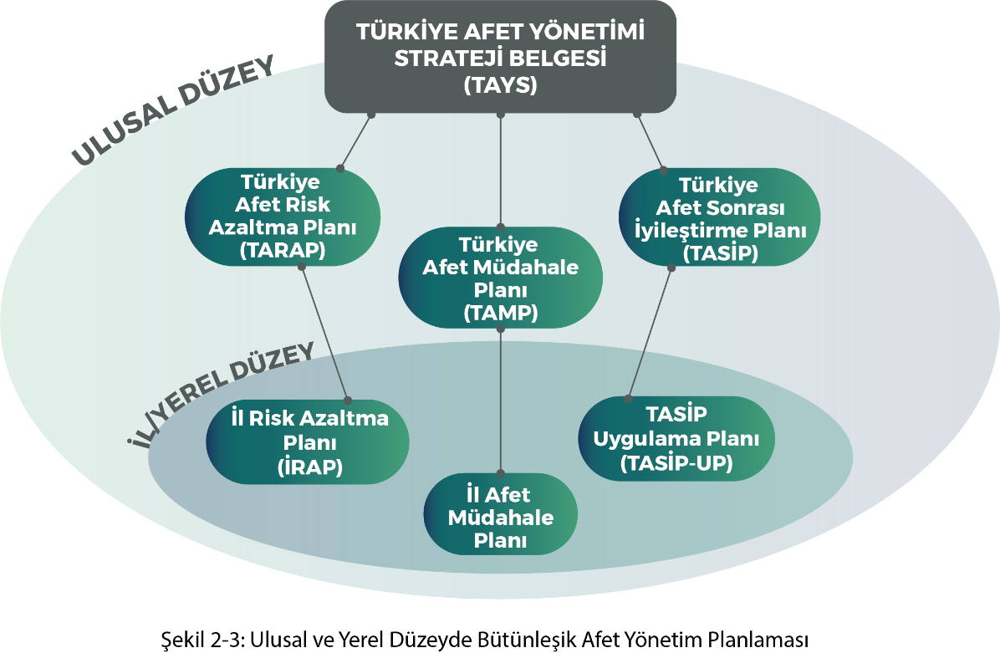 TÜRKİYE AFET YÖNETİMİ
STRATEJİ BELGESİ
(TAYS)
ULUSAL DÜZEY
Türkiye
Afet Risk
Azaltma Planı
(TARAP)
Türkiye
Afet Müdahale
Planı
(TAMP)
Türkiye
Afet Sonrası
İyileştirme Planı
(TASİP)
İL/YEREL DÜZEY
İl Risk Azaltma
Planı
(İRAP)
İl Afet
Müdahale
Planı
TASİP
Uygulama Planı
(TASİP-UP)
Şekil 2-3: Ulusal ve Yerel Düzeyde Bütünleşik Afet Yönetim Planlaması